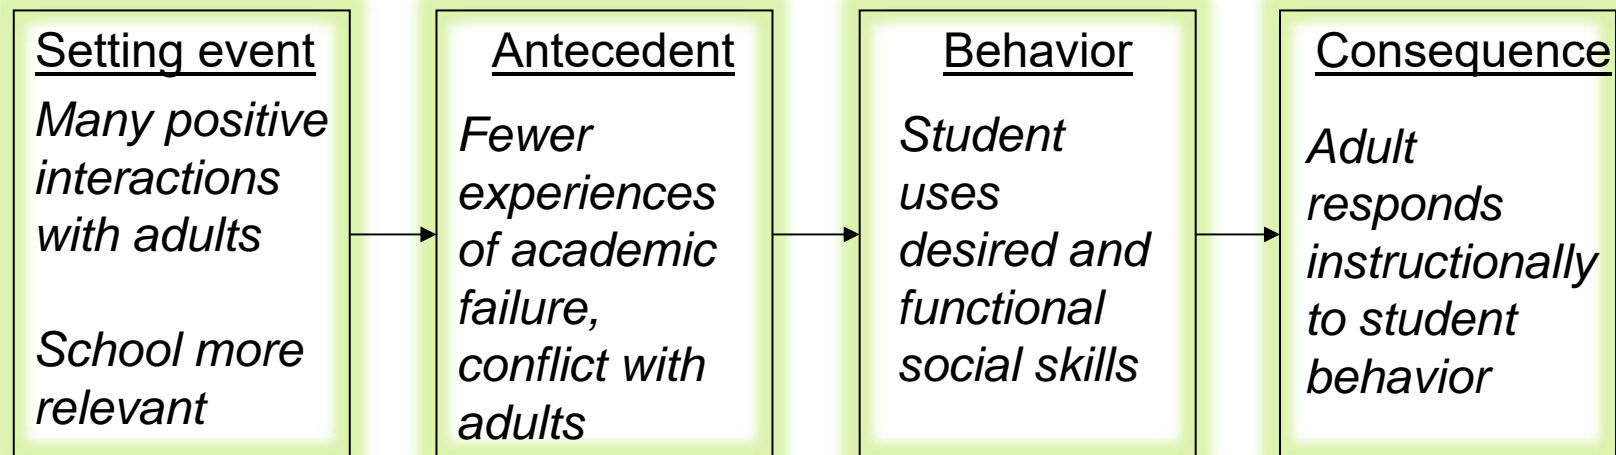 Setting event
Many positive
interactions
with adults
School more
relevant
Antecedent
Fewer
experiences
of academic
failure,
conflict with
adults
Behavior
Student
uses
desired and
functional
social skills
Consequence
Adult
responds
instructionally
to student
behavior